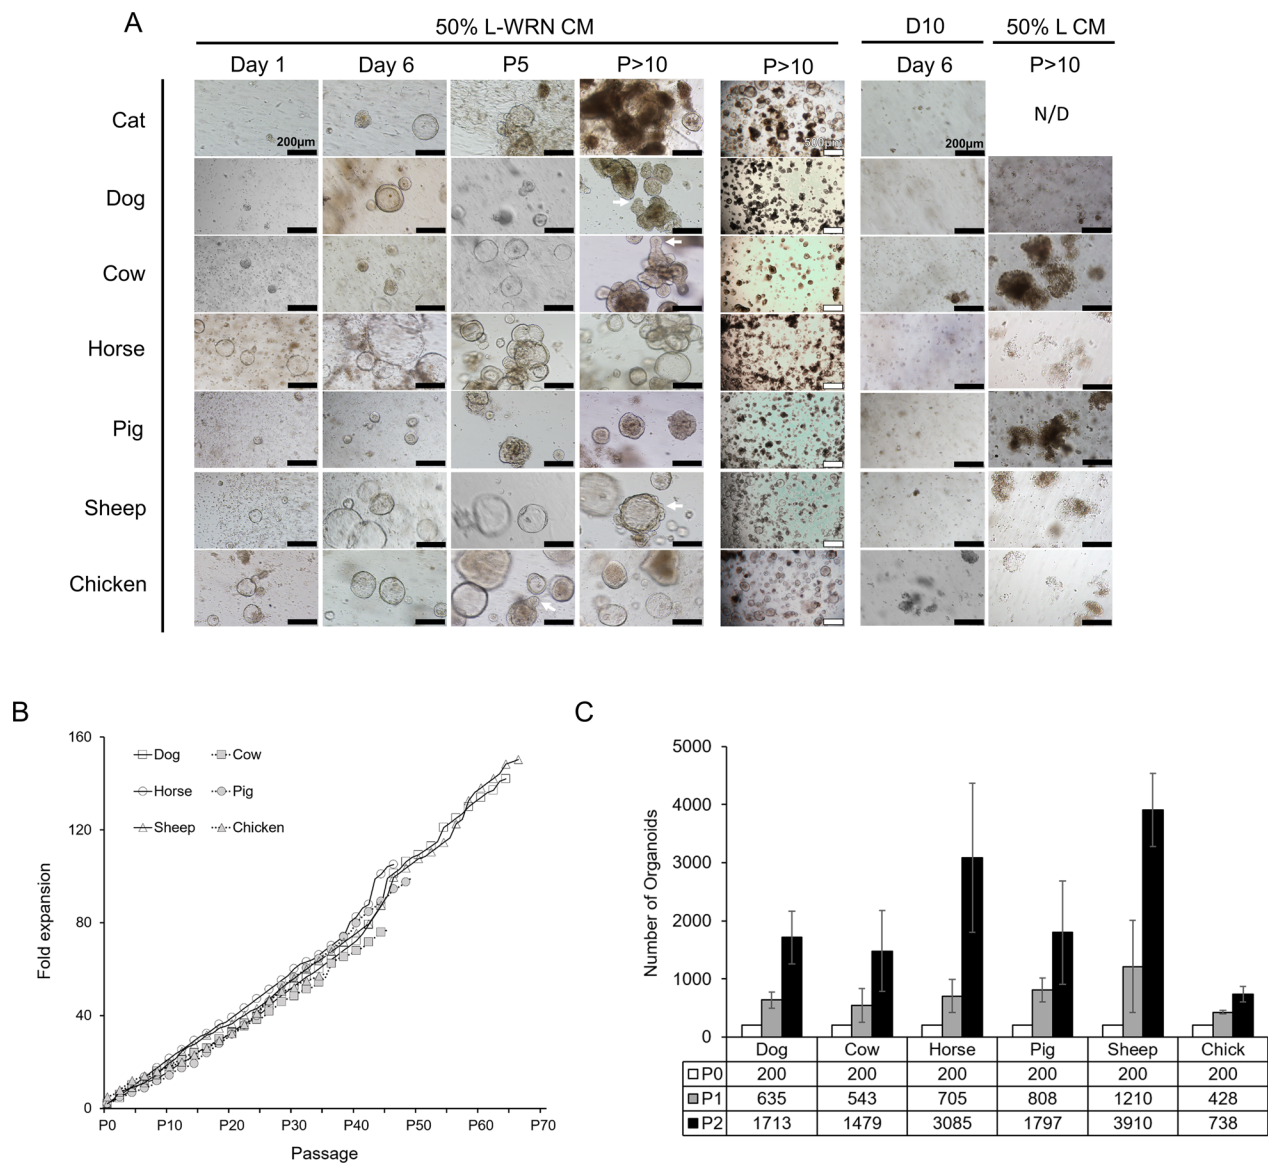 A
50% L-WRN CM
D10
50% L CM
Day 1
Day 6
P5
P>10
P>10
Day 6
P>10
Cat
200µm
500µm
200µm
N/D
Dog
Cow
Horse
Pig
Sheep
Chicken
B
160
120
80
40
0
Fold expansion
Dog
Cow
Horse
Pig
Sheep
Chicken
P0
P10
P20
P30
P40
P50
P60
P70
Passage
C
5000
4000
3000
2000
1000
0
Number of Organoids
Dog Cow Horse Pig Sheep Chick
P0 200 200 200 200 200 200
P1 635 543 705 808 1210 428
P2 1713 1479 3085 1797 3910 738